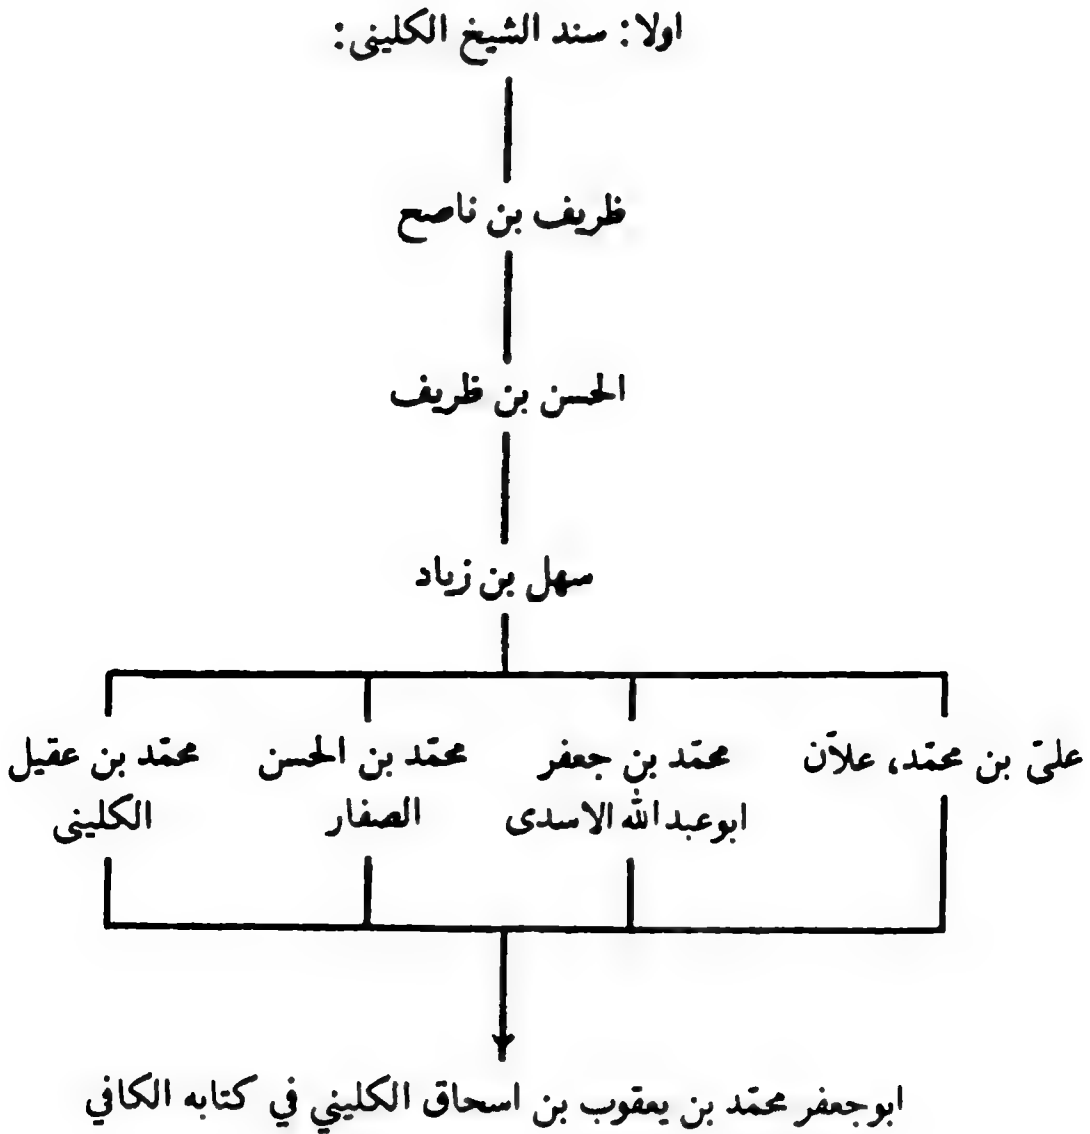 اولا: سند الشيخ الكلينى:
ظريف بن ناصح
الحسن بن ظريف
سهل بن زياد
علىّ بن محمّد، علاّن
محمّد بن جعفر
ابوعبدالله الاسدى
محمّد بن الحسن
الصفار
محمّد بن عقيل
الكلينى
ابوجعفر محمّد بن يعقوب بن اسحاق الكليني في كتابه الكافي